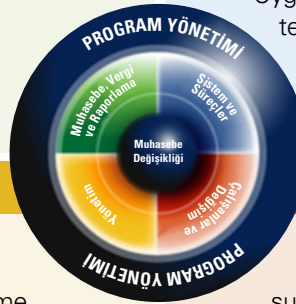 PROGRAM YÖNETİMİ
Muhasebe, Vergi
ve Raporlama
Sistem ve
Süreçler
Muhasebe
Değişikliği
Yönetim
Çalışanlar ve
Değişim
PROGRAM YÖNETİMİ